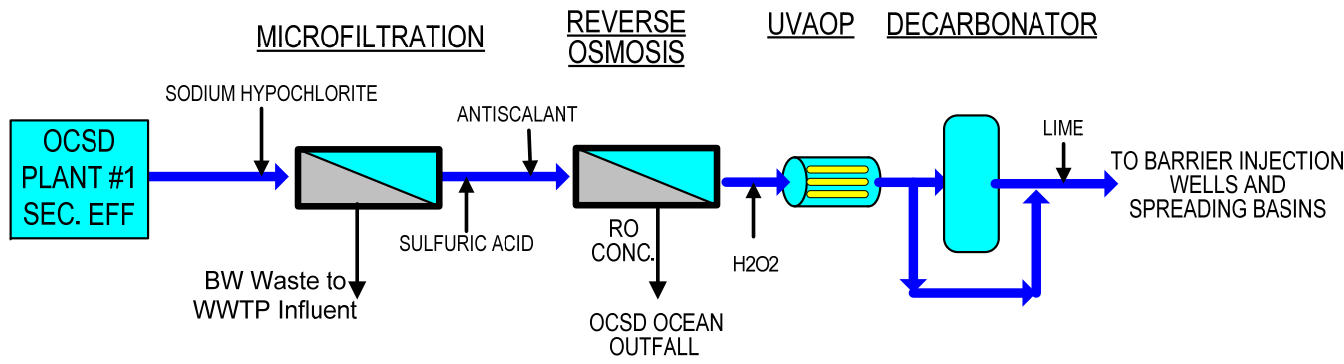 MICROFILTRATION
REVERSE
OSMOSIS
UVAOP
DECARBONATOR
SODIUM HYPOCHLORITE
ANTISCALANT
LIME
OCSD
PLANT #1
SEC. EFF
TO BARRIER INJECTION
WELLS AND
SPREADING BASINS
SULFURIC ACID
RO
CONC.
H2O2
BW Waste to
WWTP Influent
OCSD OCEAN
OUTFALL